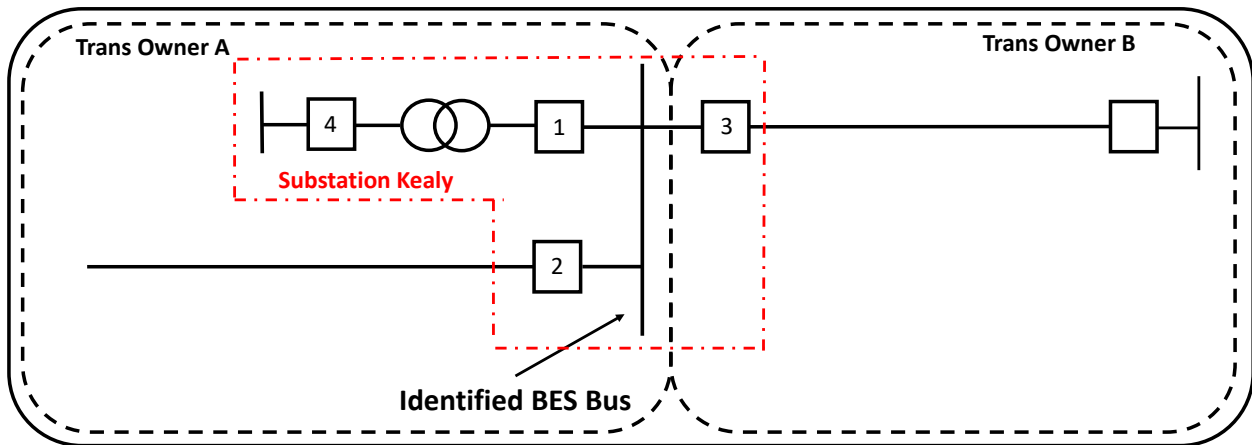 Trans Owner A
Trans Owner B
4
1
3
Substation Kealy
2
Identified BES Bus